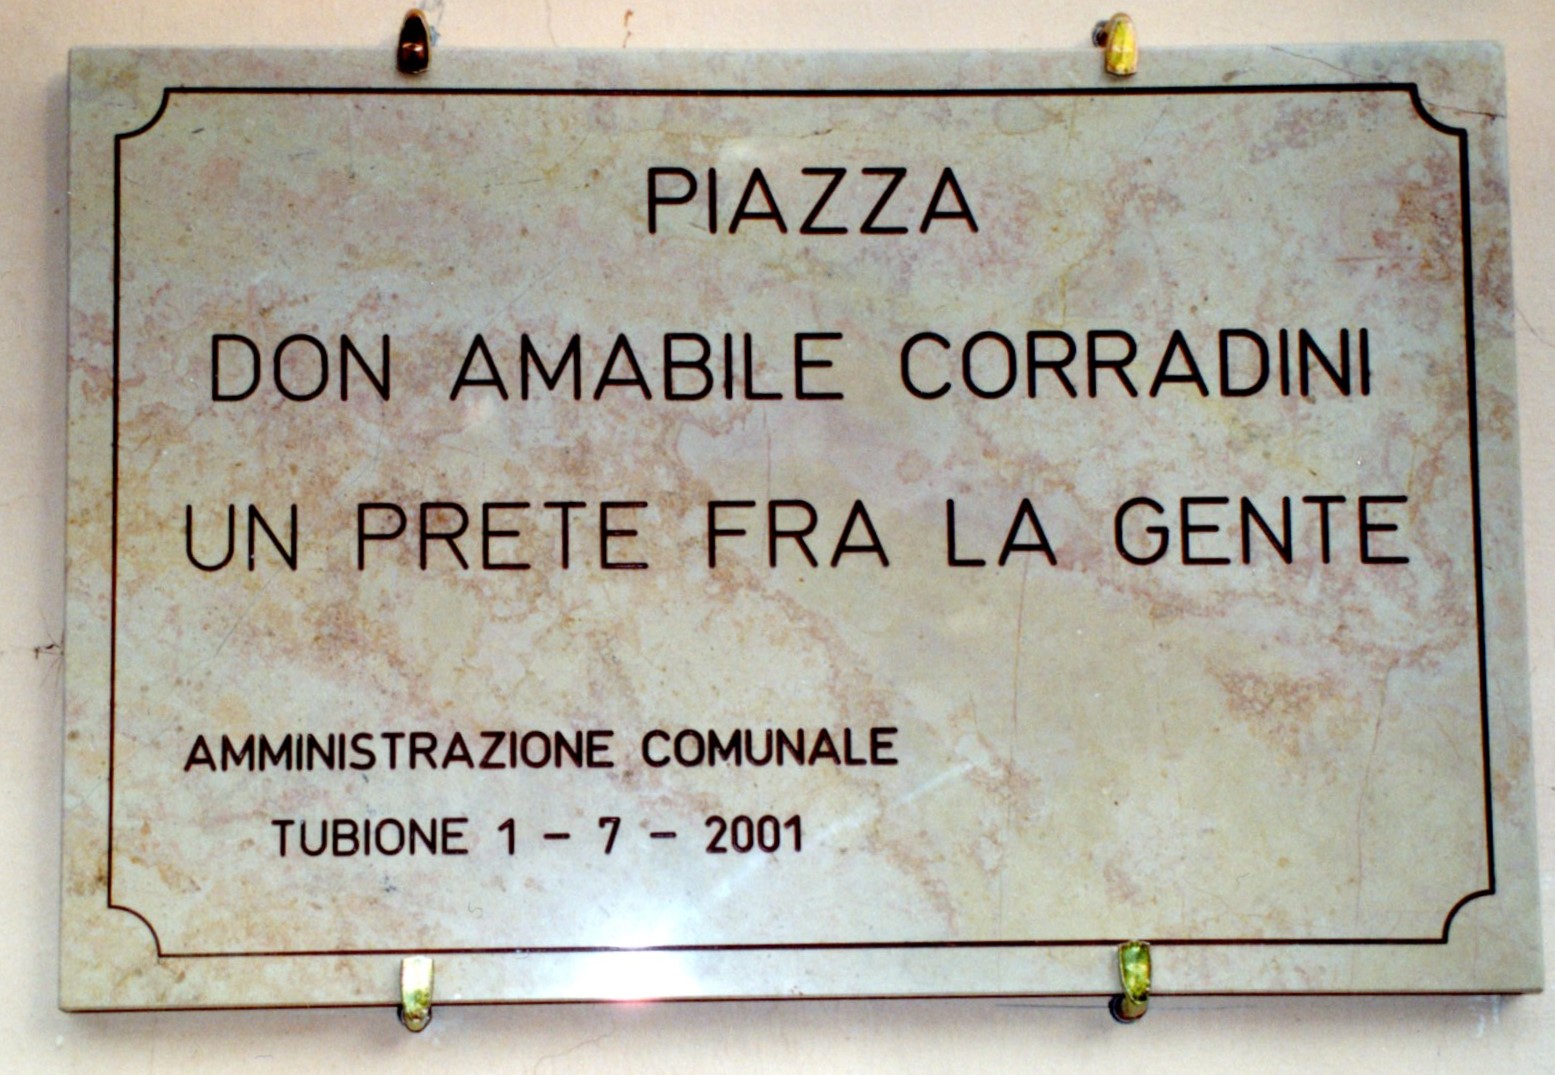 PIAZZA
DON AMABILE CORRADINI
UN PRETE FRA LA GENTE
AMMINISTRAZIONE COMUNALE
TUBIONE 1 - 7 - 2001